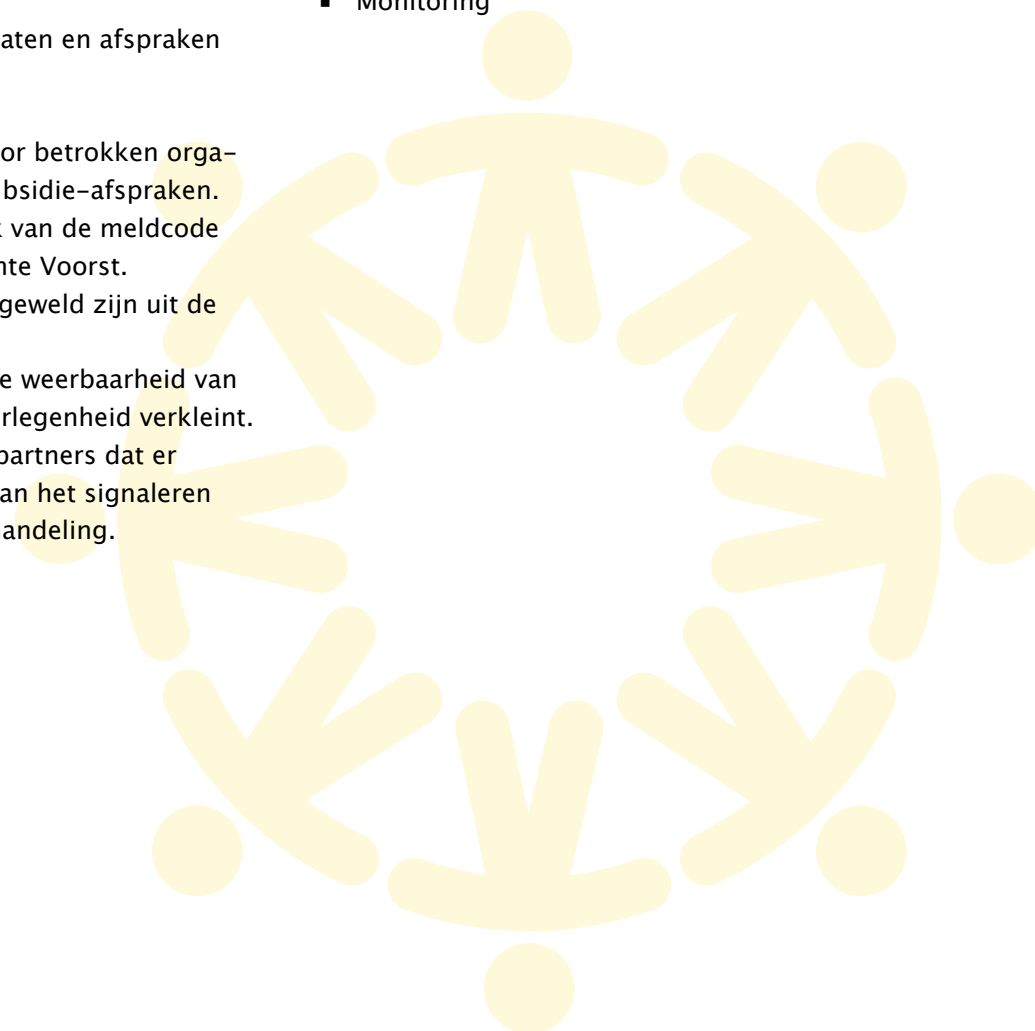 aten en afspraken
or betrokken orga-
bsidie-afspraken.
van de meldcode
nte Voorst.
geweld zijn uit de
e weerbaarheid van
rlegenheid verkleint.
partners dat er
an het signaleren
andeling.
▪ Monitoring